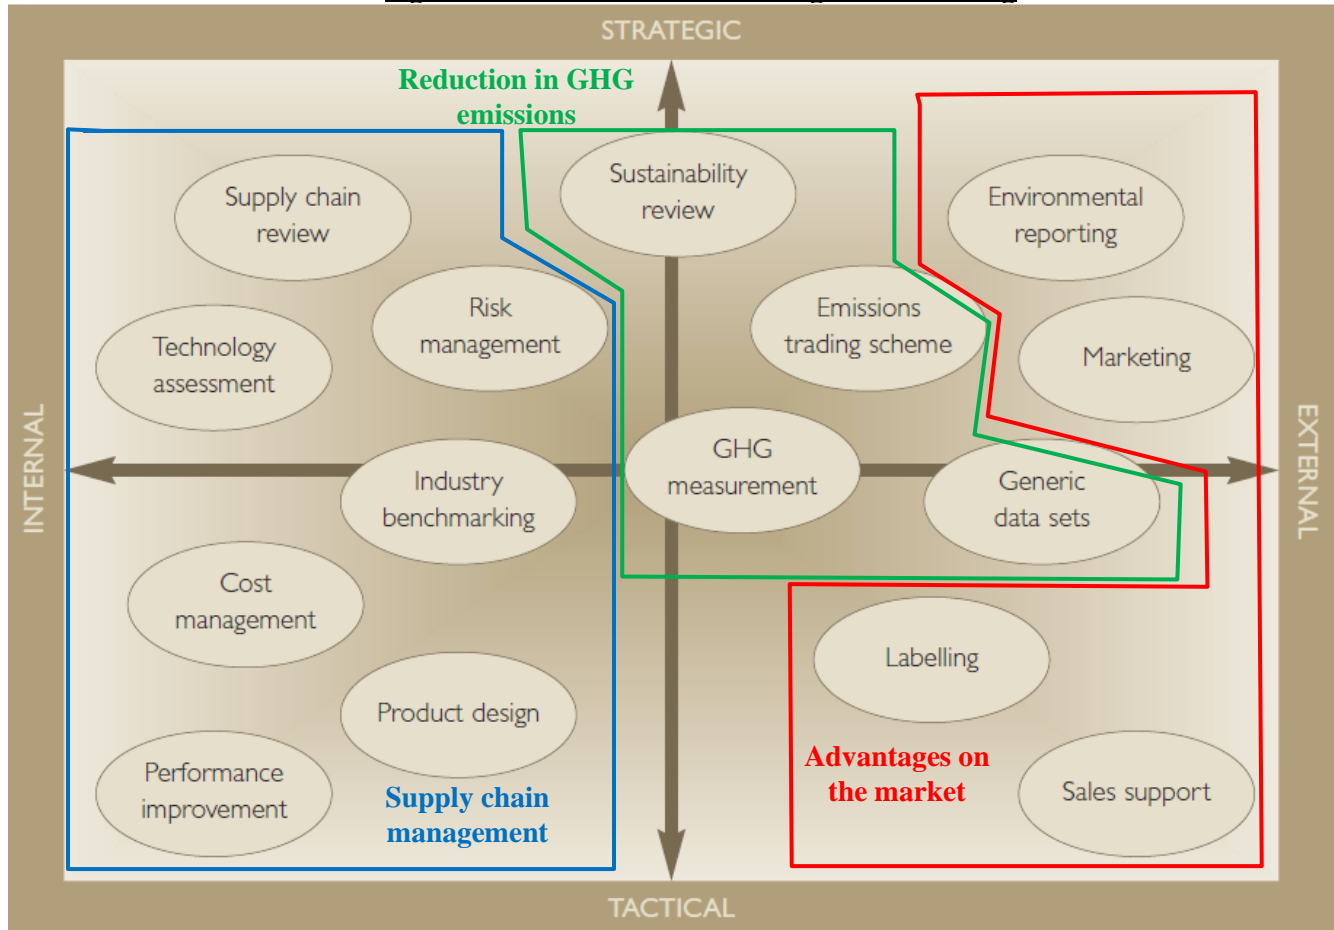 STRATEGIC
Reduction in GHG
emissions
Sustainability
review
Supply chain
review
Environmental
reporting
Risk
management
Emissions
trading scheme
Technology
assessment
Marketing
INTERNAL
EXTERNAL
GHG
measurement
Industry
benchmarking
Generic
data sets
Cost
management
Labelling
Product design
Performance
improvement
Supply chain
management
Advantages on
the market
Sales support
TACTICAL